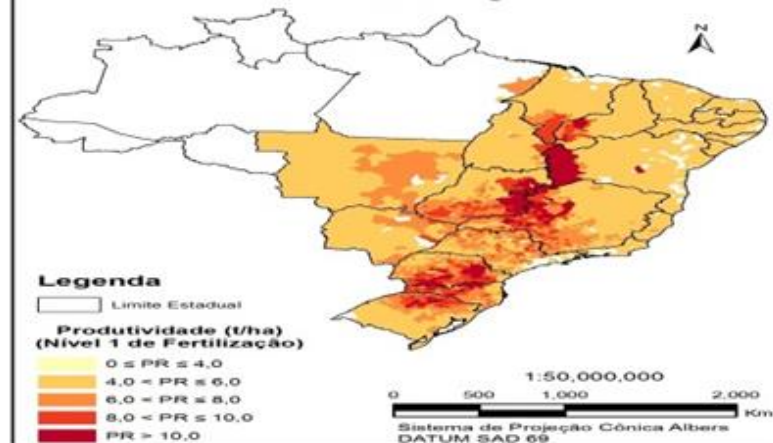 N
Legenda
Limite Estadual
Produtividade (t/ha)
(Nível 1 de Fertilização)
0 ≤ PR ≤ 4,0
4,0 < PR ≤ 6,0
6,0 < PR ≤ 8,0
8,0 < PR ≤ 10,0
PR > 10,0
1:50,000,000
0 500 1,000 2,000
Km
Sistema de Projeção Cônica Albers
DATUM SAD 69